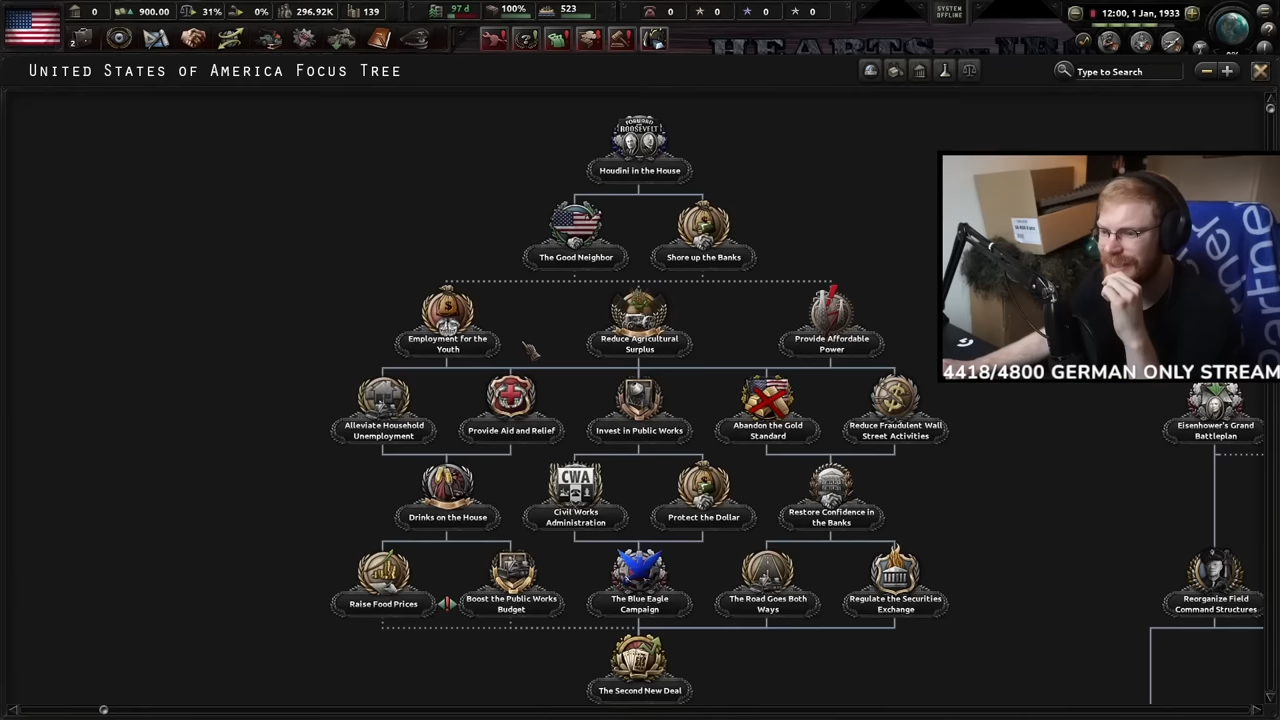 0
900.00
31%
0%
296.92K
139
97 d
100%
523
0
0
0
0
SYSTEM
OFFLINE
12:00, 1 Jan, 1933
2
United States of America Focus Tree
Type to Search
FORWARD
ROOSEVELT
Houdini in the House
The Good Neighbor
Shore up the Banks
Employment for the
Youth
Reduce Agricultural
Surplus
Provide Affordable
Power
4418/4800 GERMAN ONLY STREAM
Alleviate Household
Unemployment
Provide Aid and Relief
Invest in Public Works
Abandon the Gold
Standard
Reduce Fraudulent Wall
Street Activities
Eisenhower's Grand
Battleplan
CWA
Drinks on the House
Civil Works
Administration
Protect the Dollar
Restore Confidence in
the Banks
Raise Food Prices
Boost the Public Works
Budget
The Blue Eagle
Campaign
The Road Goes Both
Ways
Regulate the Securities
Exchange
Reorganize Field
Command Structures
The Second New Deal